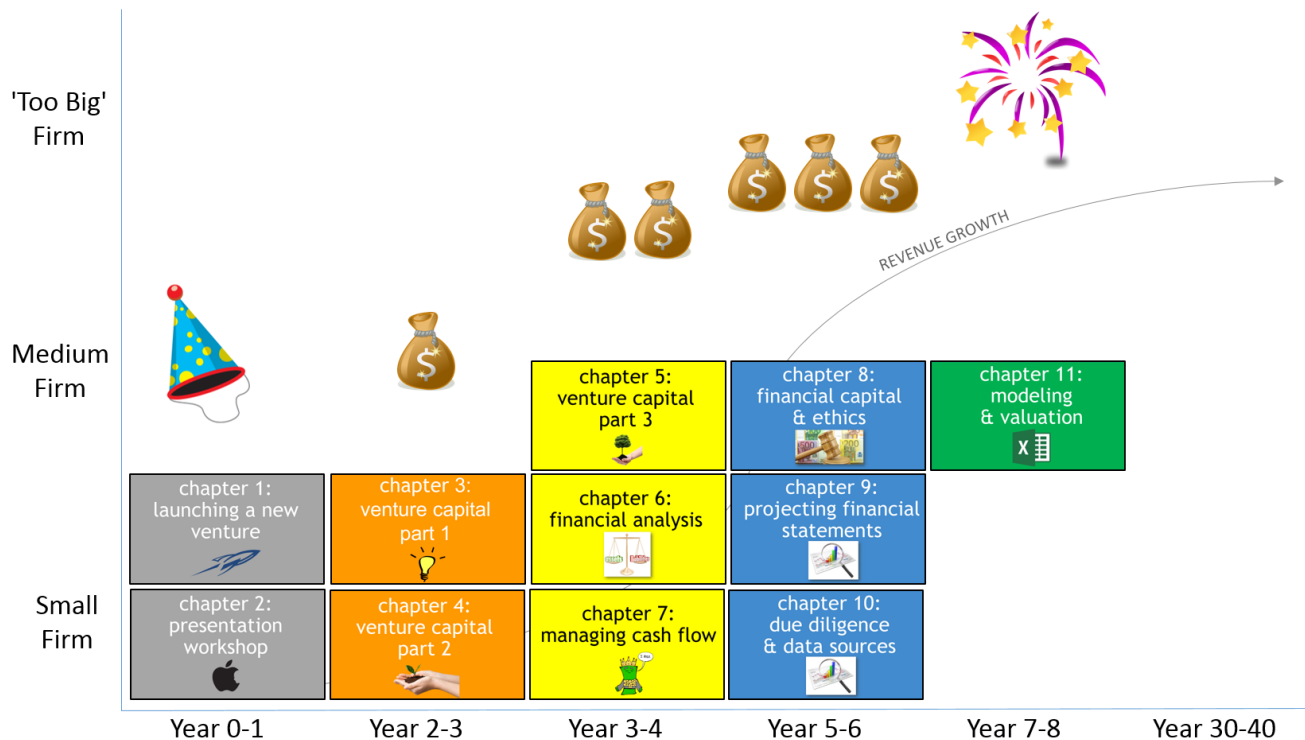 'Too Big'
Firm
REVENUE GROWTH
Medium
Firm
chapter 5:
venture capital
part 3
chapter 8:
financial capital
& ethics
chapter 11:
modeling
& valuation
chapter 1:
launching a new
venture
chapter 3:
venture capital
part 1
chapter 6:
financial analysis
chapter 9:
projecting financial
statements
Small
Firm
chapter 2:
presentation
workshop
chapter 4:
venture capital
part 2
chapter 7:
managing cash flow
chapter 10:
due diligence
& data sources
Year 0-1
Year 2-3
Year 3-4
Year 5-6
Year 7-8
Year 30-40